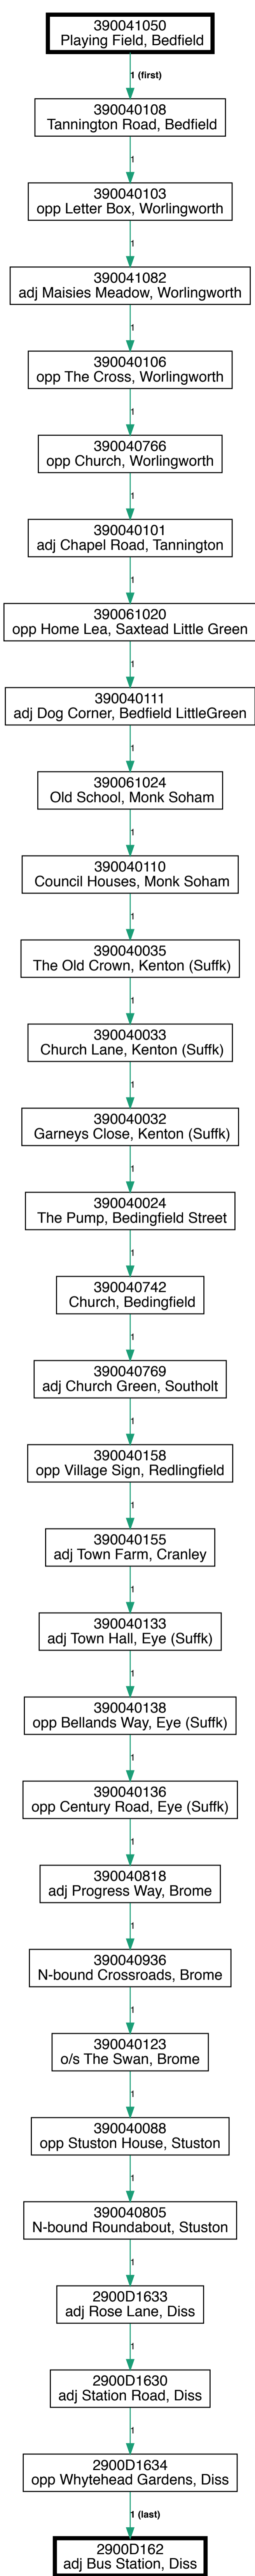 390041050
Playing Field, Bedfield
1 (first)
390040108
Tannington Road, Bedfield
1
390040103
opp Letter Box, Worlingworth
1
390041082
adj Maisies Meadow, Worlingworth
1
390040106
opp The Cross, Worlingworth
1
390040766
opp Church, Worlingworth
1
390040101
adj Chapel Road, Tannington
1
390061020
opp Home Lea, Saxtead Little Green
1
390040111
adj Dog Corner, Bedfield LittleGreen
1
390061024
Old School, Monk Soham
1
390040110
Council Houses, Monk Soham
1
390040035
The Old Crown, Kenton (Suffk)
1
390040033
Church Lane, Kenton (Suffk)
1
390040032
Garneys Close, Kenton (Suffk)
1
390040024
The Pump, Bedingfield Street
1
390040742
Church, Bedingfield
1
390040769
adj Church Green, Southolt
1
390040158
opp Village Sign, Redlingfield
1
390040155
adj Town Farm, Cranley
1
390040133
adj Town Hall, Eye (Suffk)
1
390040138
opp Bellands Way, Eye (Suffk)
1
390040136
opp Century Road, Eye (Suffk)
1
390040818
adj Progress Way, Brome
1
390040936
N-bound Crossroads, Brome
1
390040123
o/s The Swan, Brome
1
390040088
opp Stuston House, Stuston
1
390040805
N-bound Roundabout, Stuston
1
2900D1633
adj Rose Lane, Diss
1
2900D1630
adj Station Road, Diss
1
2900D1634
opp Whytehead Gardens, Diss
1 (last)
2900D162
adj Bus Station, Diss